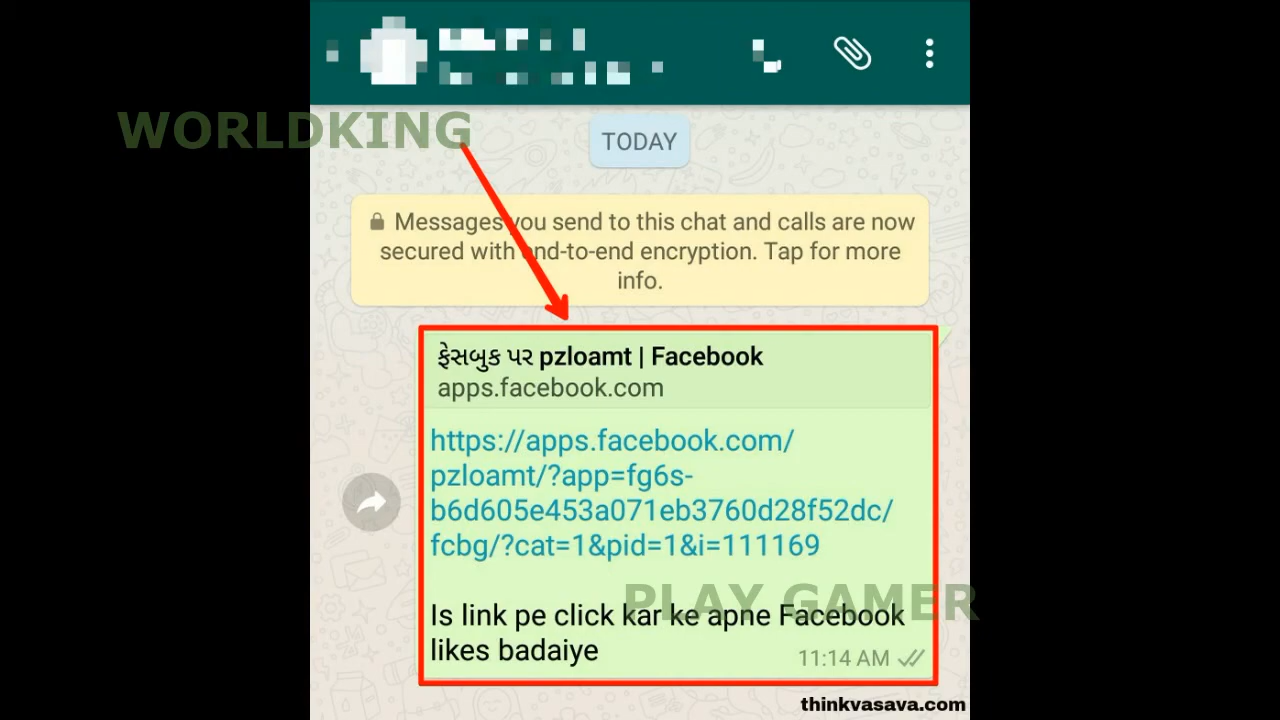 WORLDKING
TODAY
Messages you send to this chat and calls are now
secured with end-to-end encryption. Tap for more
info.
ફેસબુક પર pzloamt | Facebook
apps.facebook.com
https://apps.facebook.com/
pzloamt/?app=fg6s-
b6d605e453a071eb3760d28f52dc/
fcbg/?cat=1&pid=1&i=111169
PLAY GAMER
Is link pe click kar ke apne Facebook
likes badaiye
11:14 AM
thinkvasava.com